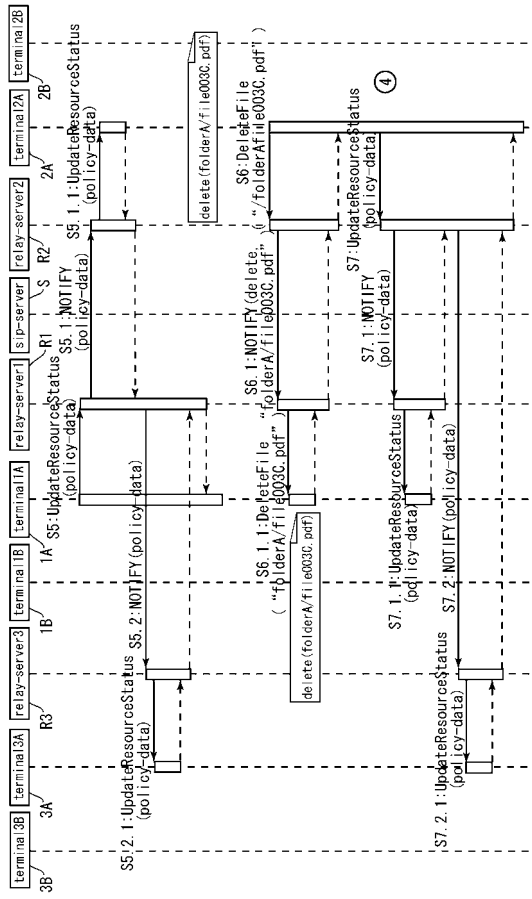 terminal3B
3B
terminal3A
3A
relay-server3
R3
terminal1B
1B
terminal1A
1A
relay-server1
R1
sip-server
S
relay-server2
R2
terminal2A
2A
terminal2B
2B
S5:UpdateResourceStatus
(policy-data)
S5.1:NOTIFY
(policy-data)
S5.1.1:UpdateResourceStatus
(policy-data)
S5.2:NOTIFY(policy-data)
S5.2.1:UpdateResourceStatus
(policy-data)
delete(folderA/file003C.pdf)
S6:DeleteFile
("/folderAfile003C.pdf")
S6.1:NOTIFY(delete,
"folderA/file003C.pdf")
S6.1.1:DeleteFile
("folderA/file003C.pdf")
delete(folderA/file003C.pdf)
4
S7:UpdateResourceStatus
(policy-data)
S7.1:NOTIFY
(policy-data)
S7.1.1:UpdateResourceStatus
(policy-data)
S7.2:NOTIFY(policy-data)
S7.2.1:UpdateResourceStatus
(policy-data)